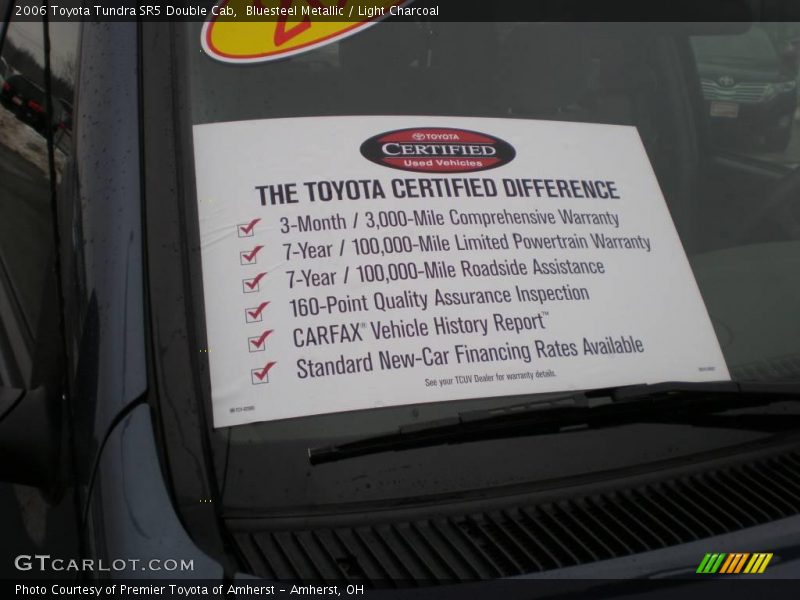 2006 Toyota Tundra SR5 Double Cab, Bluesteel Metallic / Light Charcoal
TOYOTA
CERTIFIED
Used Vehicles
THE TOYOTA CERTIFIED DIFFERENCE
3-Month / 3,000-Mile Comprehensive Warranty
7-Year / 100,000-Mile Limited Powertrain Warranty
7-Year / 100,000-Mile Roadside Assistance
160-Point Quality Assurance Inspection
CARFAX® Vehicle History Report™
Standard New-Car Financing Rates Available
See your TCUV Dealer for warranty details.
GTCARLOT.COM
Photo Courtesy of Premier Toyota of Amherst - Amherst, OH